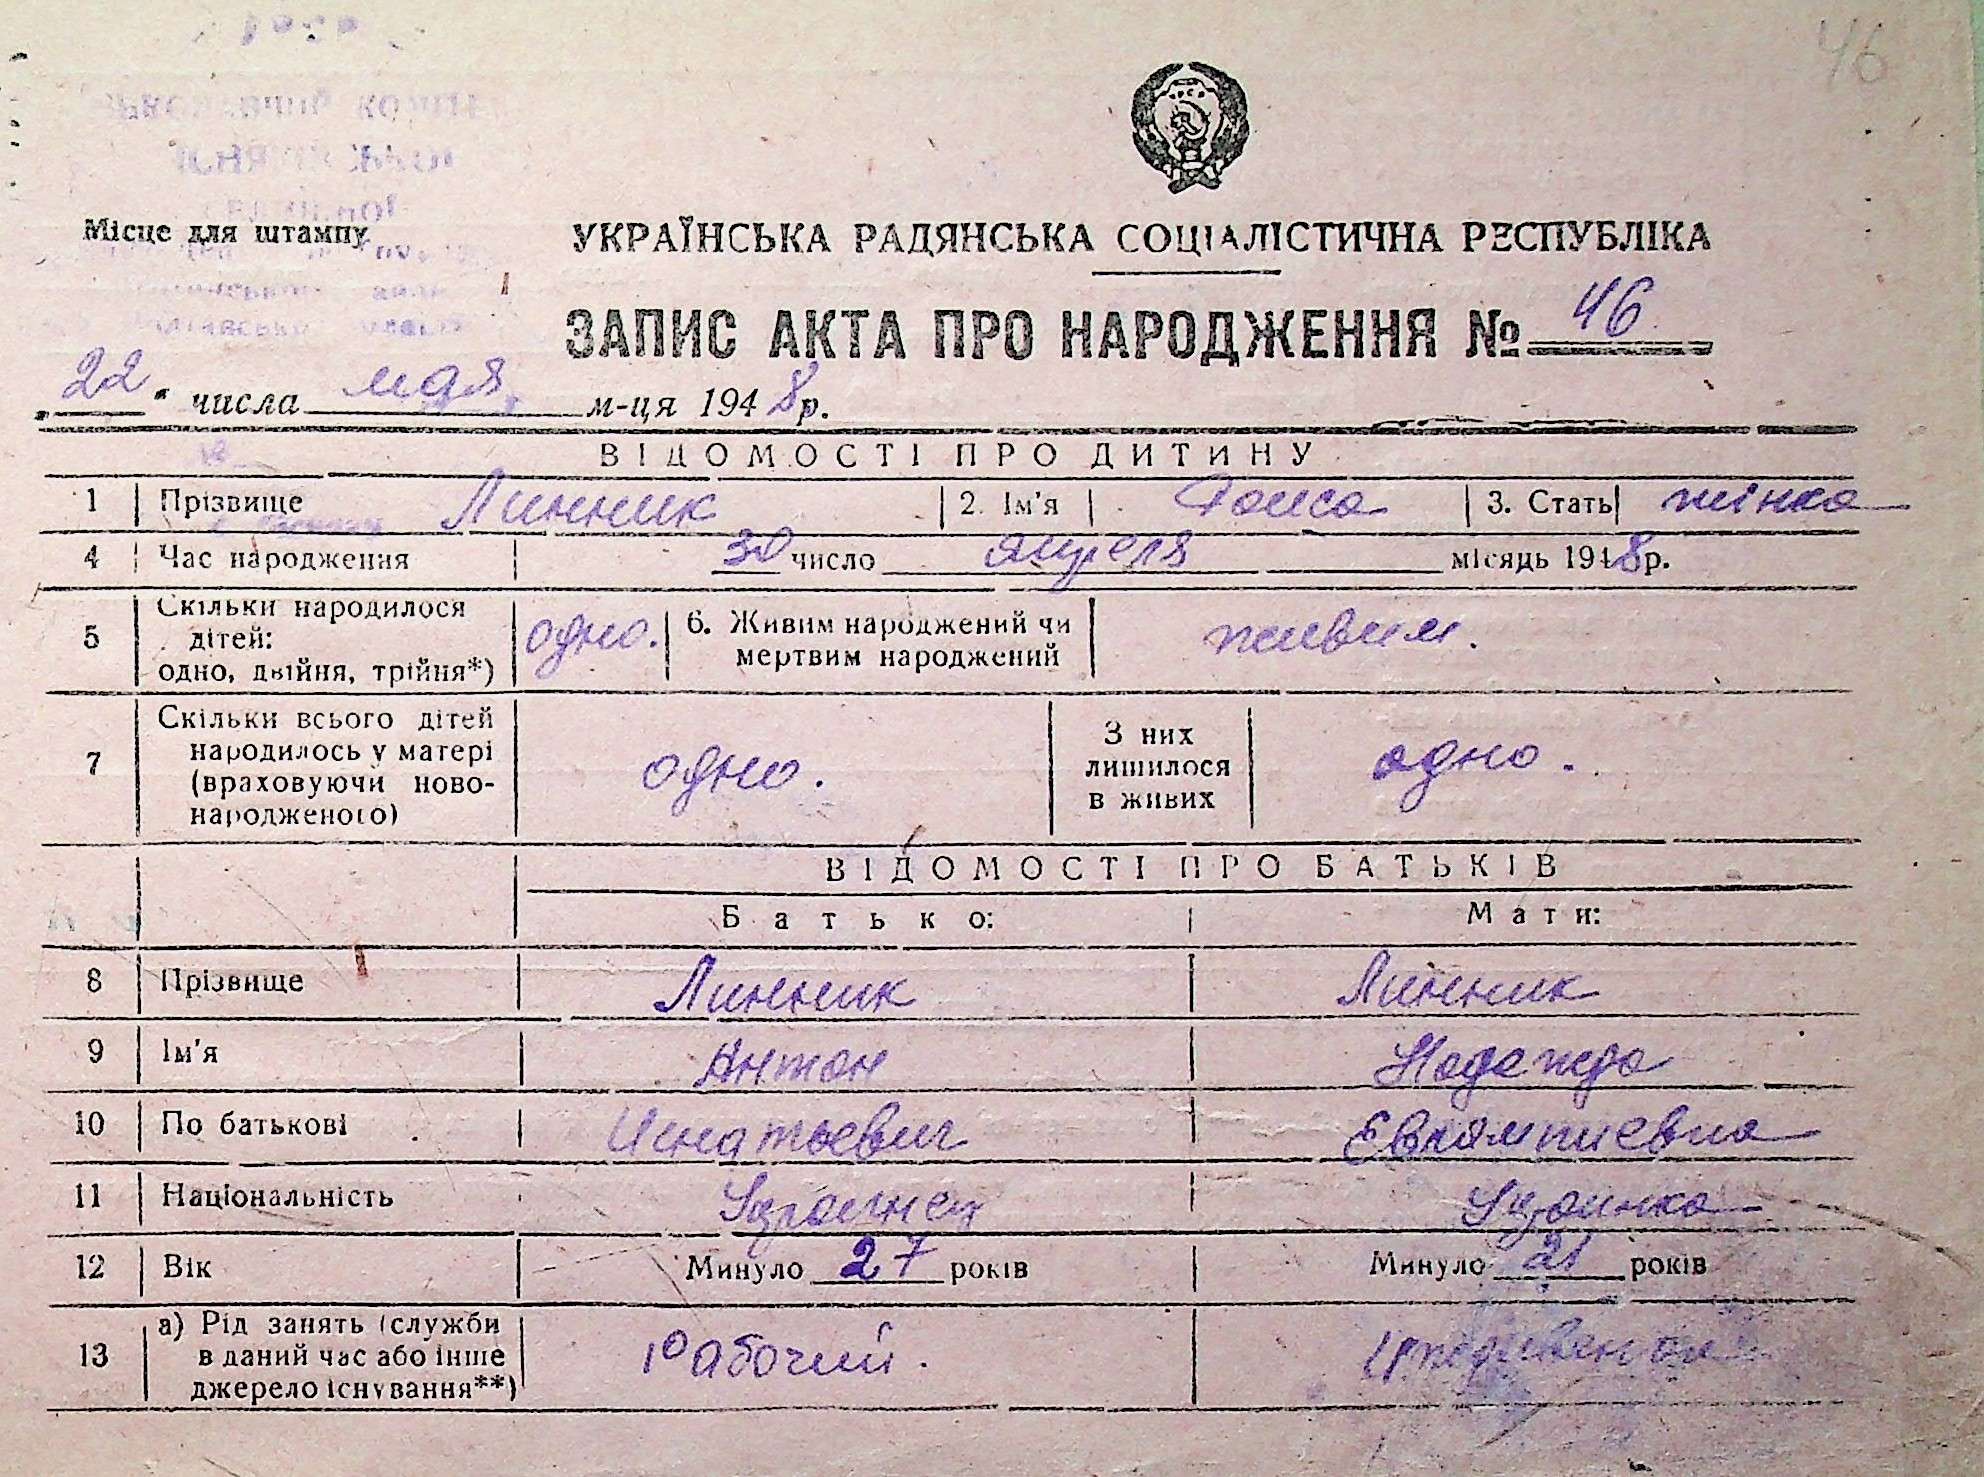 46
Місце для штампу
УКРАЇНСЬКА РАДЯНСЬКА СОЦІАЛІСТИЧНА РЕСПУБЛІКА
ЗАПИС АКТА ПРО НАРОДЖЕННЯ № 46
„22“ числа мая м-ця 1948 р.
ВІДОМОСТІ ПРО ДИТИНУ
1 Прізвище Линник 2. Ім'я 3. Стать жінка
4 Час народження 30 число апреля місяць 1948 р.
5 Скільки народилося дітей: одно, двійня, трійня*) одно. 6. Живим народжений чи мертвим народжений живим.
7 Скільки всього дітей народилось у матері (враховуючи новонародженого) одно. З них лишилося в живих одно.
ВІДОМОСТІ ПРО БАТЬКІВ
Батько: Мати:
8 Прізвище Линник Линник
9 Ім'я Антон Надежда
10 По батькові Игнатьевич Евлампиевна
11 Національність Украинец Украинка
12 Вік Минуло 27 років Минуло 21 років
13 а) Рід занять (служби в даний час або інше джерело існування**) Рабочий.